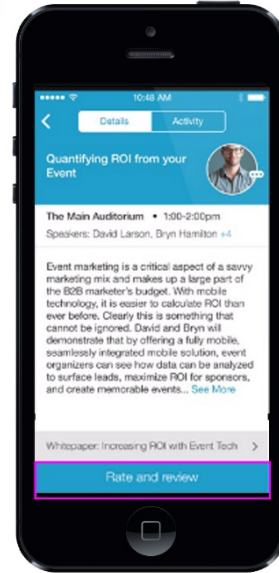 10:48 AM
Details Activity
Quantifying ROI from your
Event
The Main Auditorium • 1:00-2:00pm
Speakers: David Larson, Bryn Hamilton +4
Event marketing is a critical aspect of a savvy
marketing mix and makes up a large part of
the B2B marketer's budget. With mobile
technology, it is easier to calculate ROI than
ever before. Clearly this is something that
cannot be ignored. David and Bryn will
demonstrate that by offering a fully mobile,
seamlessly integrated mobile solution, event
organizers can see how data can be analyzed
to surface leads, maximize ROI for sponsors,
and create memorable events... See More
Whitepaper: Increasing ROI with Event Tech
Rate and review